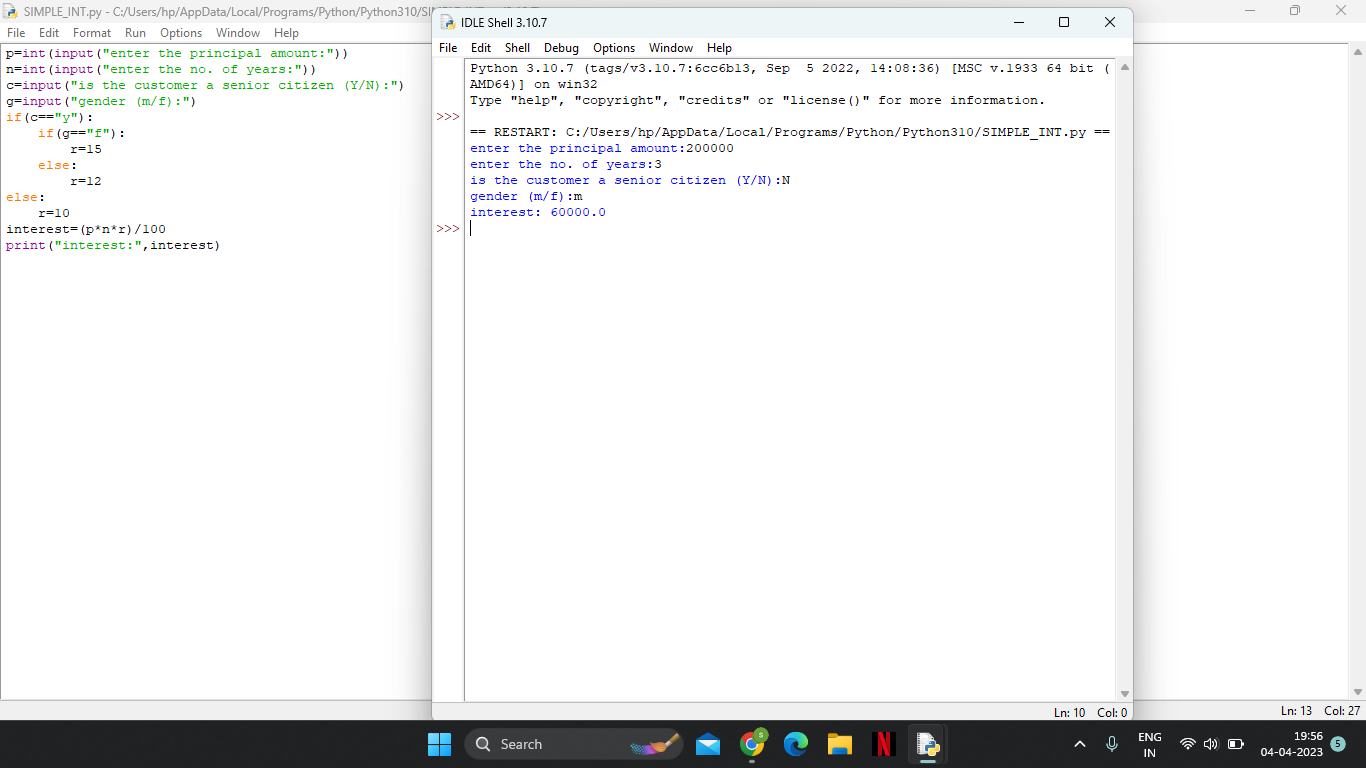 SIMPLE_INT.py - C:/Users/hp/AppData/Local/Programs/Python/Python310/
File Edit Format Run Options Window Help
p=int(input("enter the principal amount:"))
n=int(input("enter the no. of years:"))
c=input("is the customer a senior citizen (Y/N):")
g=input("gender (m/f):")
if(c=="y"):
    if(g=="f"):
        r=15
    else:
        r=12
else:
    r=10
interest=(p*n*r)/100
print("interest:",interest)
Ln: 13 Col: 27
IDLE Shell 3.10.7
File Edit Shell Debug Options Window Help
Python 3.10.7 (tags/v3.10.7:6cc6b13, Sep  5 2022, 14:08:36) [MSC v.1933 64 bit (
AMD64)] on win32
Type "help", "copyright", "credits" or "license()" for more information.
>>>
== RESTART: C:/Users/hp/AppData/Local/Programs/Python/Python310/SIMPLE_INT.py ==
enter the principal amount:200000
enter the no. of years:3
is the customer a senior citizen (Y/N):N
gender (m/f):m
interest: 60000.0
>>>
Ln: 10 Col: 0
Search
S
N
ENG
IN
19:56
04-04-2023
5